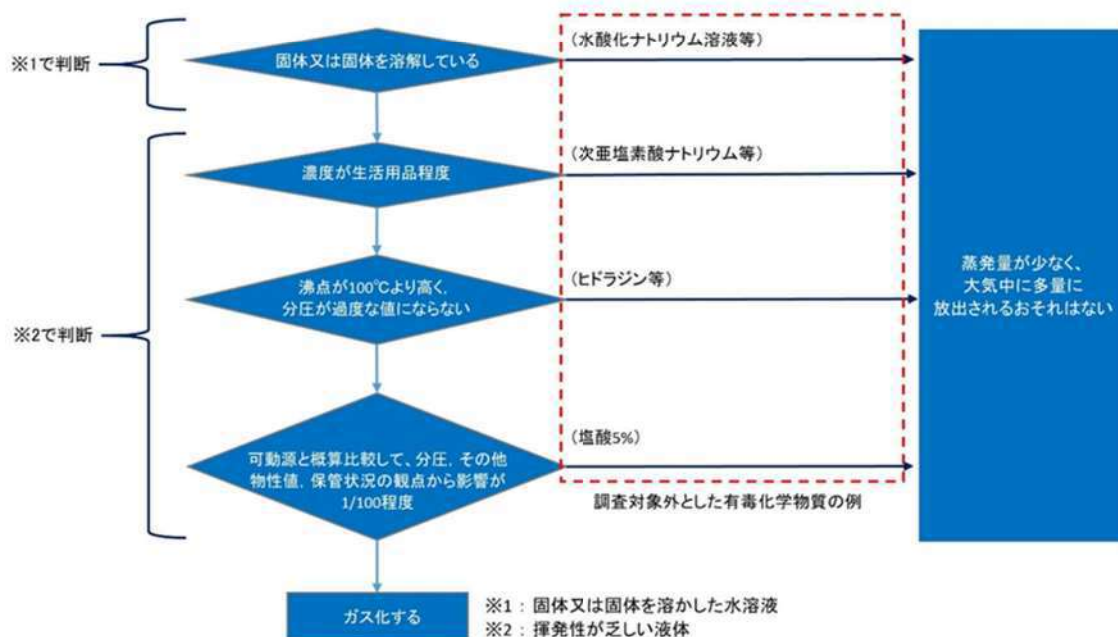 ※1で判断
固体又は固体を溶解している
(水酸化ナトリウム溶液等)
濃度が生活用品程度
(次亜塩素酸ナトリウム等)
※2で判断
沸点が100℃より高く,
分圧が過度な値にならない
(ヒドラジン等)
蒸発量が少なく、
大気中に多量に
放出されるおそれはない
可動源と概算比較して、分圧, その他
物性値, 保管状況の観点から影響が
1/100程度
(塩酸5%)
調査対象外とした有毒化学物質の例
ガス化する
※1 : 固体又は固体を溶かした水溶液
※2 : 揮発性が乏しい液体